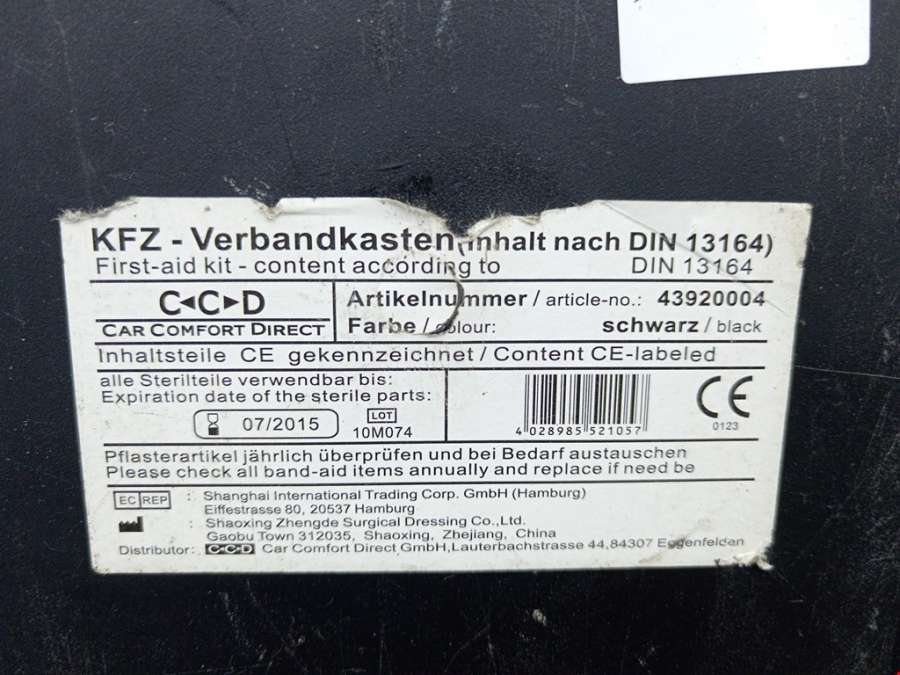 KFZ - Verbandkasten (Inhalt nach DIN 13164)
First-aid kit - content according to DIN 13164
C◄C►D
CAR COMFORT DIRECT
Artikelnummer / article-no.: 43920004
Farbe / colour: schwarz / black
Inhaltsteile CE gekennzeichnet / Content CE-labeled
alle Sterilteile verwendbar bis:
Expiration date of the sterile parts:
07/2015
LOT
10M074
4 028985 521057
CE
0123
Pflasterartikel jährlich überprüfen und bei Bedarf austauschen
Please check all band-aid items annually and replace if need be
EC REP : Shanghai International Trading Corp. GmbH (Hamburg)
Eiffestrasse 80, 20537 Hamburg
: Shaoxing Zhengde Surgical Dressing Co.,Ltd.
Gaobu Town 312035, Shaoxing, Zhejiang, China
Distributor: C◄C►D Car Comfort Direct GmbH, Lauterbachstrasse 44, 84307 Eggenfelden